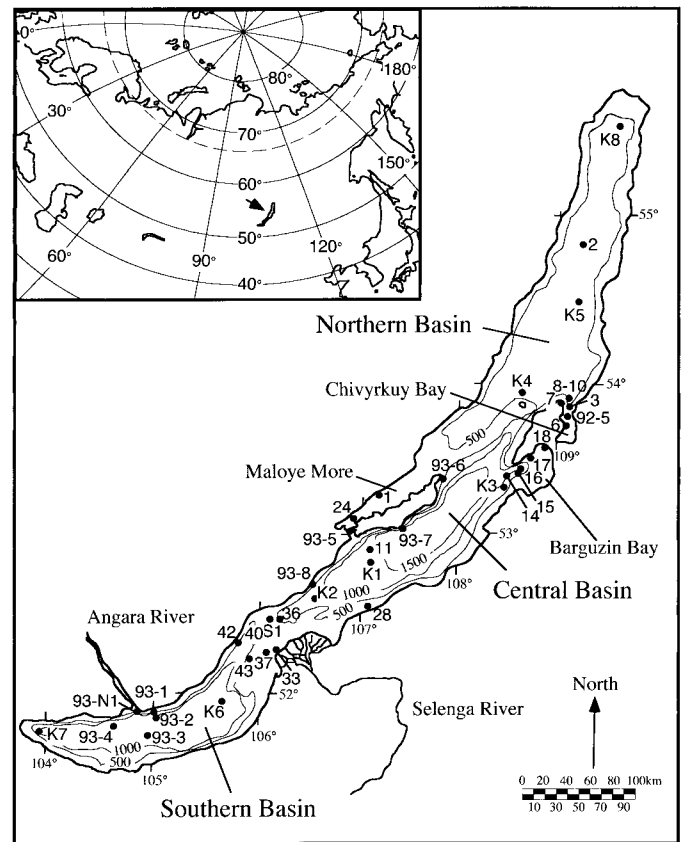 0°
180°
80°
30°
70°
150°
60°
50°
60°
90°
120°
40°
K8
55°
2
K5
Northern Basin
K4
54°
8-10
7
3
Chivyrkuy Bay
92-5
6
500
18
109°
Maloye More
93-6
17
1
16
K3
24
15
14
93-5
93-7
53°
Barguzin Bay
11
1500
K1
108°
93-8
Central Basin
K2
1000
500
28
107°
Angara River
36
S1
42
40
37
43
33
52°
93-1
North
93-N1
K6
Selenga River
93-2
K7
93-4
93-3
106°
1000
104°
500
105°
0 20 40 60 80 100km
10 30 50 70 90
Southern Basin